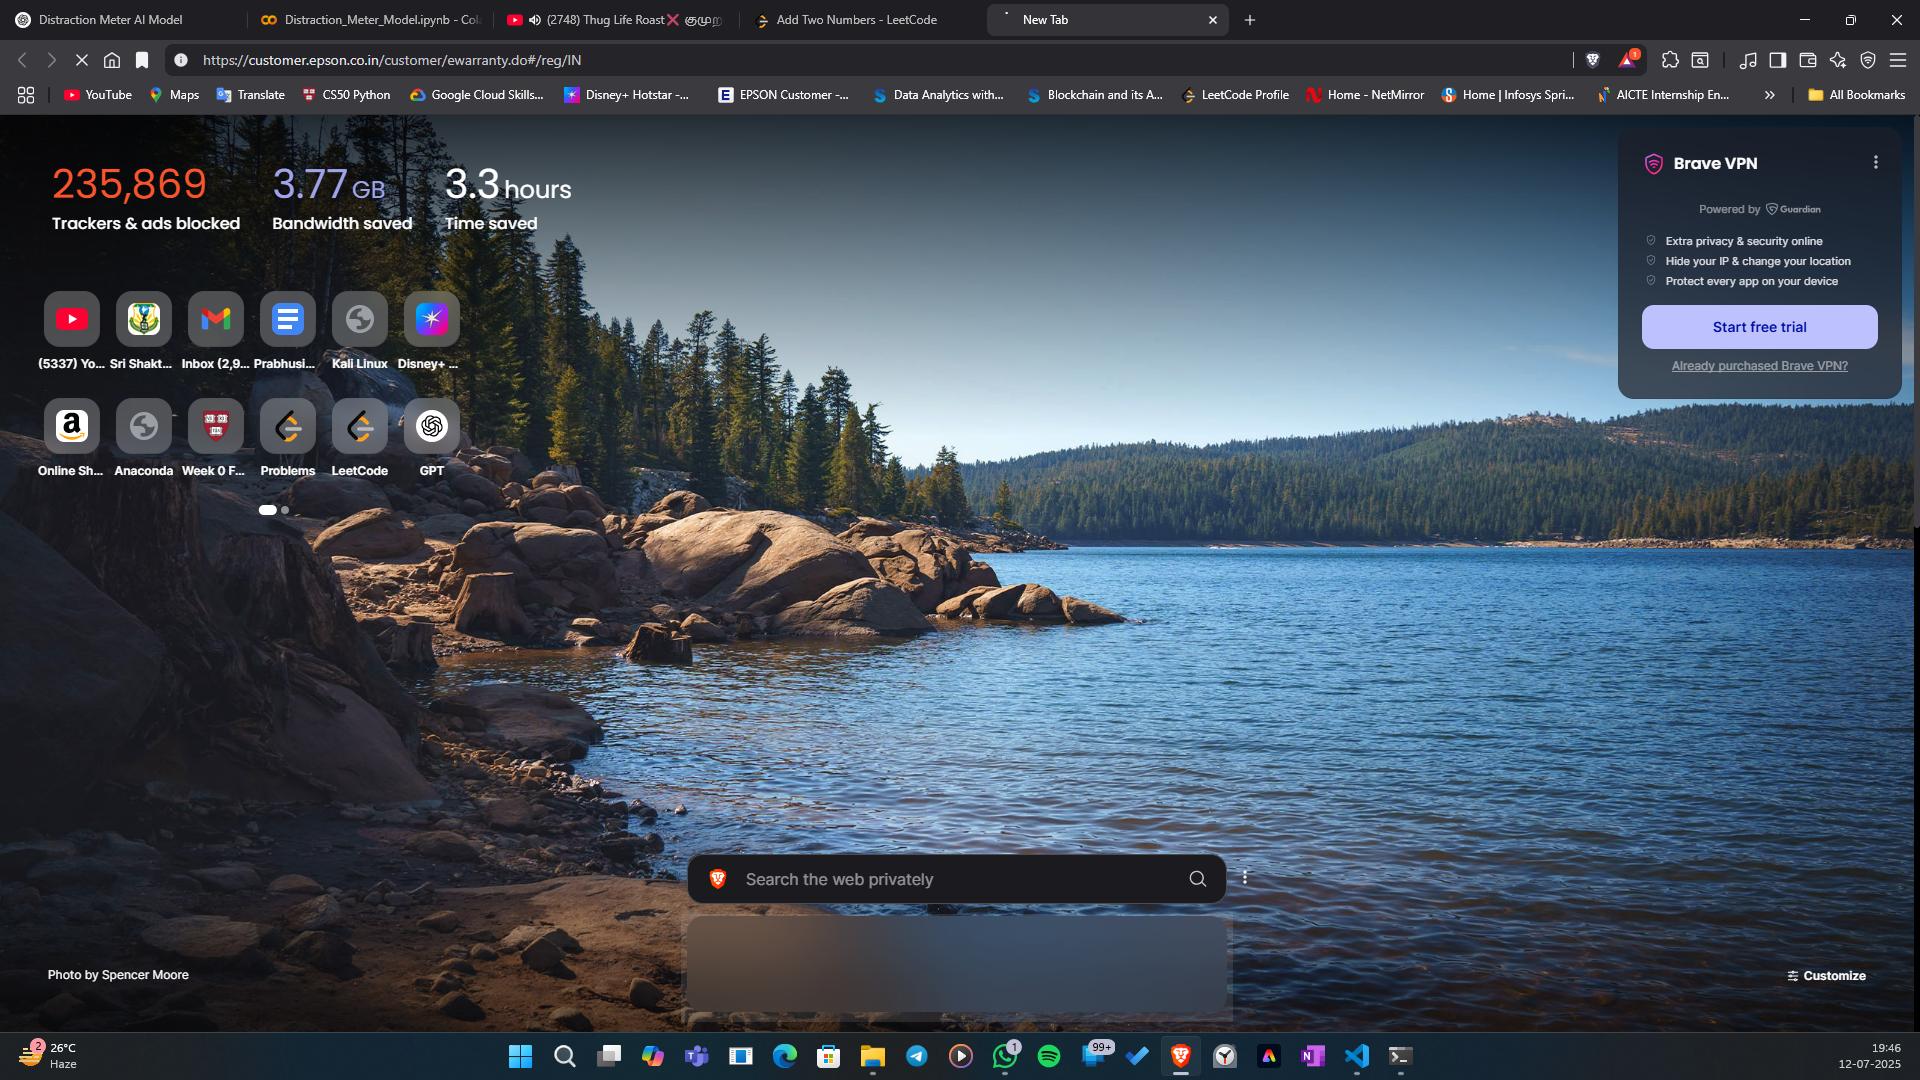 Distraction Meter AI Model
Distraction_Meter_Model.ipynb - Col
(2748) Thug Life Roast❌ குமுற
Add Two Numbers - LeetCode
New Tab
https://customer.epson.co.in/customer/ewarranty.do#/reg/IN
1
YouTube
Maps
Translate
CS50 Python
Google Cloud Skills...
Disney+ Hotstar -...
EPSON Customer -...
Data Analytics with...
Blockchain and its A...
LeetCode Profile
Home - NetMirror
Home | Infosys Spri...
AICTE Internship En...
All Bookmarks
235,869
Trackers & ads blocked
3.77 GB
Bandwidth saved
3.3 hours
Time saved
Brave VPN
Powered by Guardian
Extra privacy & security online
Hide your IP & change your location
Protect every app on your device
Start free trial
Already purchased Brave VPN?
(5337) Yo...
Sri Shakt...
Inbox (2,9...
Prabhusi...
Kali Linux
Disney+ ...
Online Sh...
Anaconda
Week 0 F...
Problems
LeetCode
GPT
Search the web privately
Photo by Spencer Moore
Customize
2
26°C
Haze
1
99+
19:46
12-07-2025